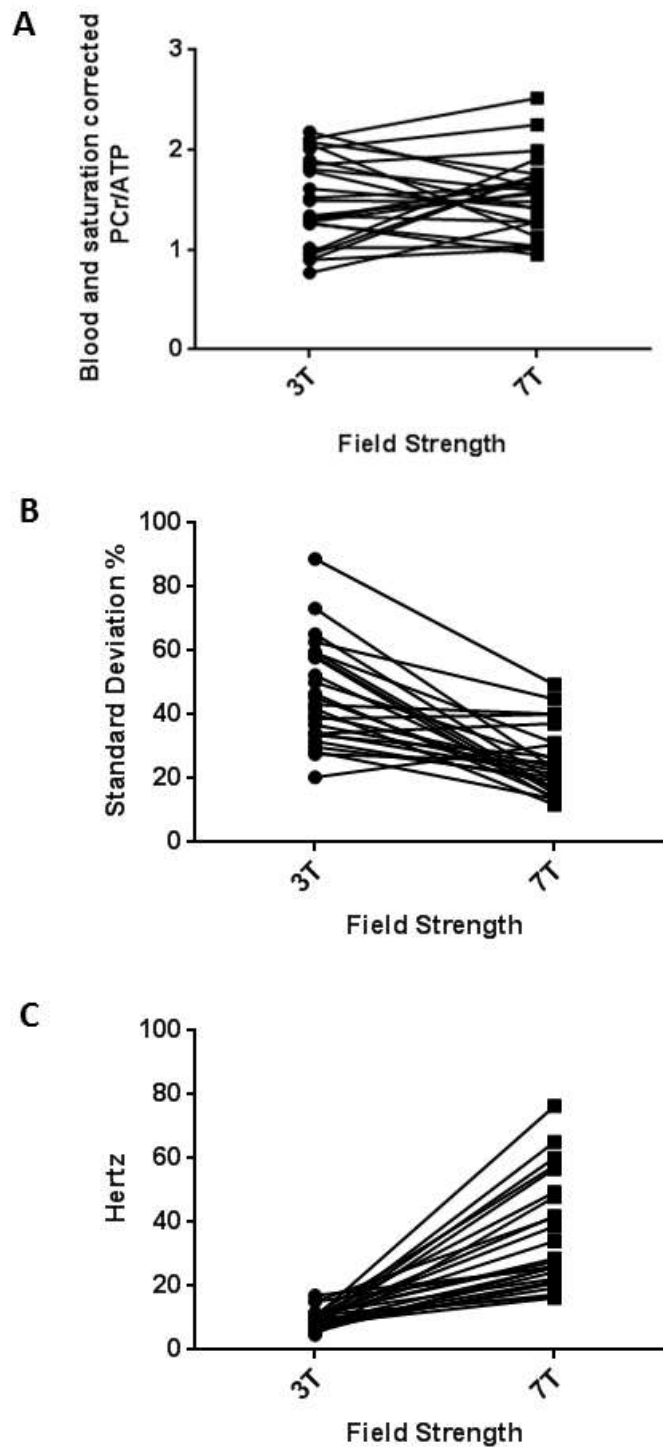 A
Blood and saturation corrected
PCr/ATP
3
2
1
0
3T
7T
Field Strength
B
Standard Deviation %
100
80
60
40
20
0
3T
7T
Field Strength
C
Hertz
100
80
60
40
20
0
3T
7T
Field Strength